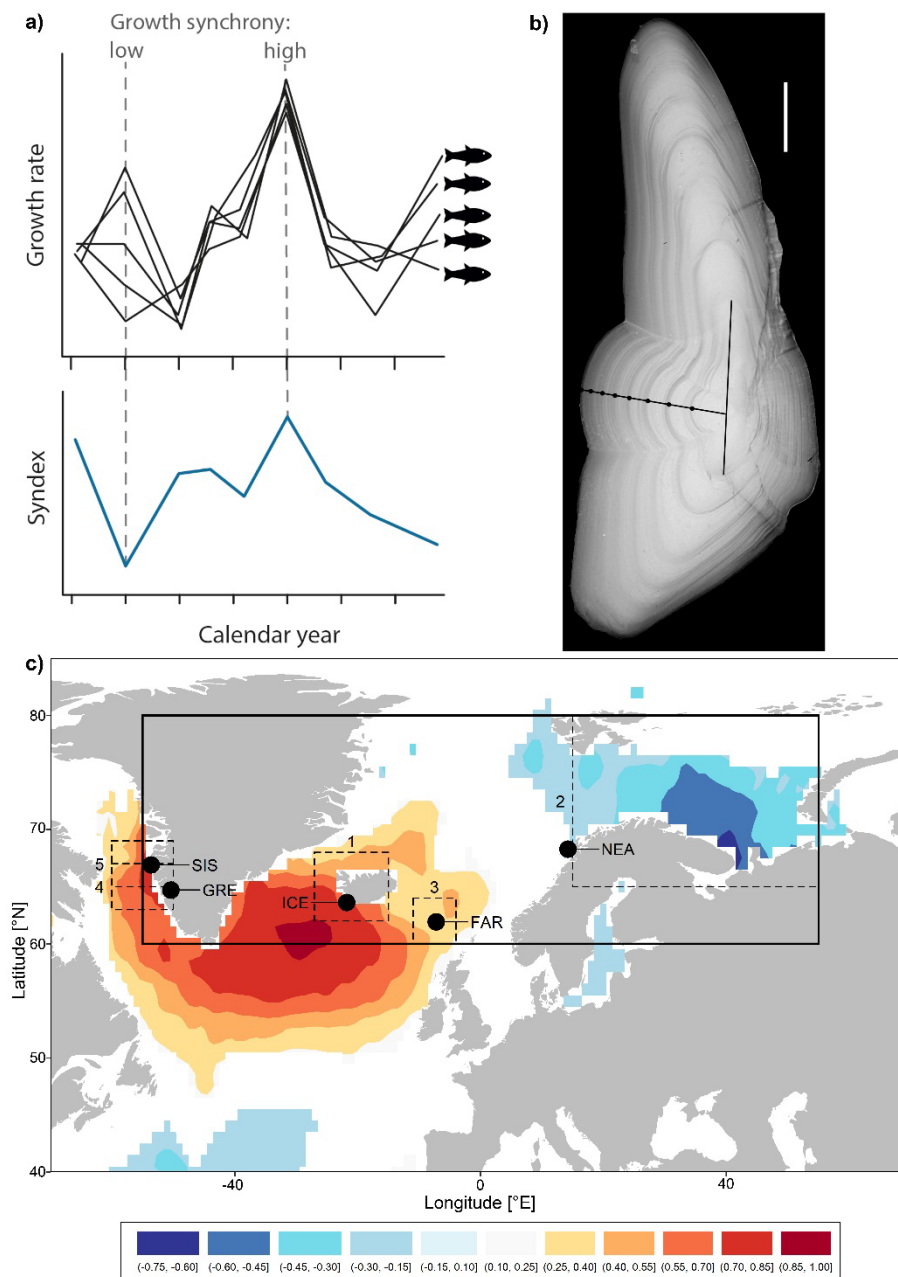 a)
Growth synchrony:
low high
Growth rate
Syndex
Calendar year
b)
c)
80
70
60
50
40
Latitude [°N]
-40 0 40
Longitude [°E]
1
2
3
5
4
SIS
GRE
ICE
FAR
NEA
(-0.75, -0.60] (-0.60, -0.45] (-0.45, -0.30] (-0.30, -0.15] (-0.15, 0.10] (0.10, 0.25] (0.25, 0.40] (0.40, 0.55] (0.55, 0.70] (0.70, 0.85] (0.85, 1.00]